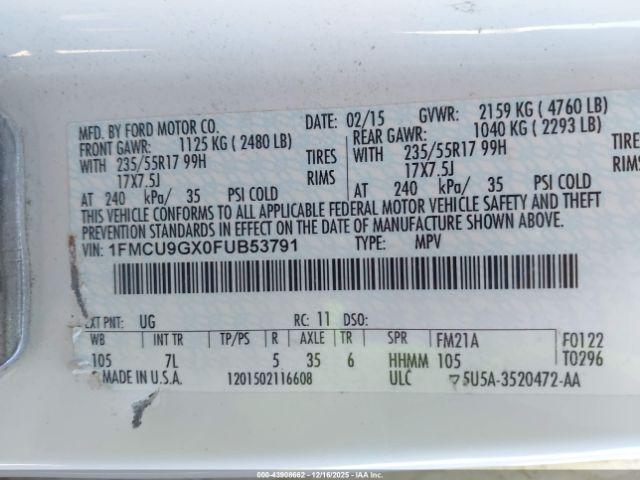 MFD. BY FORD MOTOR CO. DATE: 02/15 GVWR: 2159 KG ( 4760 LB)
FRONT GAWR: 1125 KG ( 2480 LB) REAR GAWR: 1040 KG ( 2293 LB)
WITH 235/55R17 99H TIRES WITH 235/55R17 99H TIRES
17X7.5J RIMS 17X7.5J RIMS
AT 240 kPa/ 35 PSI COLD AT 240 kPa/ 35 PSI COLD
THIS VEHICLE CONFORMS TO ALL APPLICABLE FEDERAL MOTOR VEHICLE SAFETY AND THEFT
PREVENTION STANDARDS IN EFFECT ON THE DATE OF MANUFACTURE SHOWN ABOVE.
VIN: 1FMCU9GX0FUB53791 TYPE: MPV
EXT PNT: UG RC: 11 DSO:
WB INT TR TP/PS R AXLE TR SPR FM21A F0122
105 7L 5 35 6 HHMM 105 T0296
MADE IN U.S.A. 1201502116608 ULC 5U5A-3520472-AA
000-43908662 - 12/16/2025 - IAA Inc.